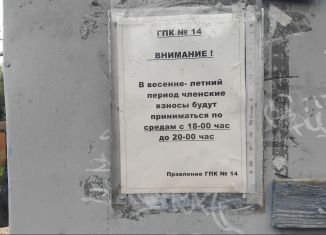 ГПК № 14
ВНИМАНИЕ !
В весенне- летний
период членские
взносы будут
приниматься по
средам с 18-00 час
до 20-00 час
Правление ГПК № 14